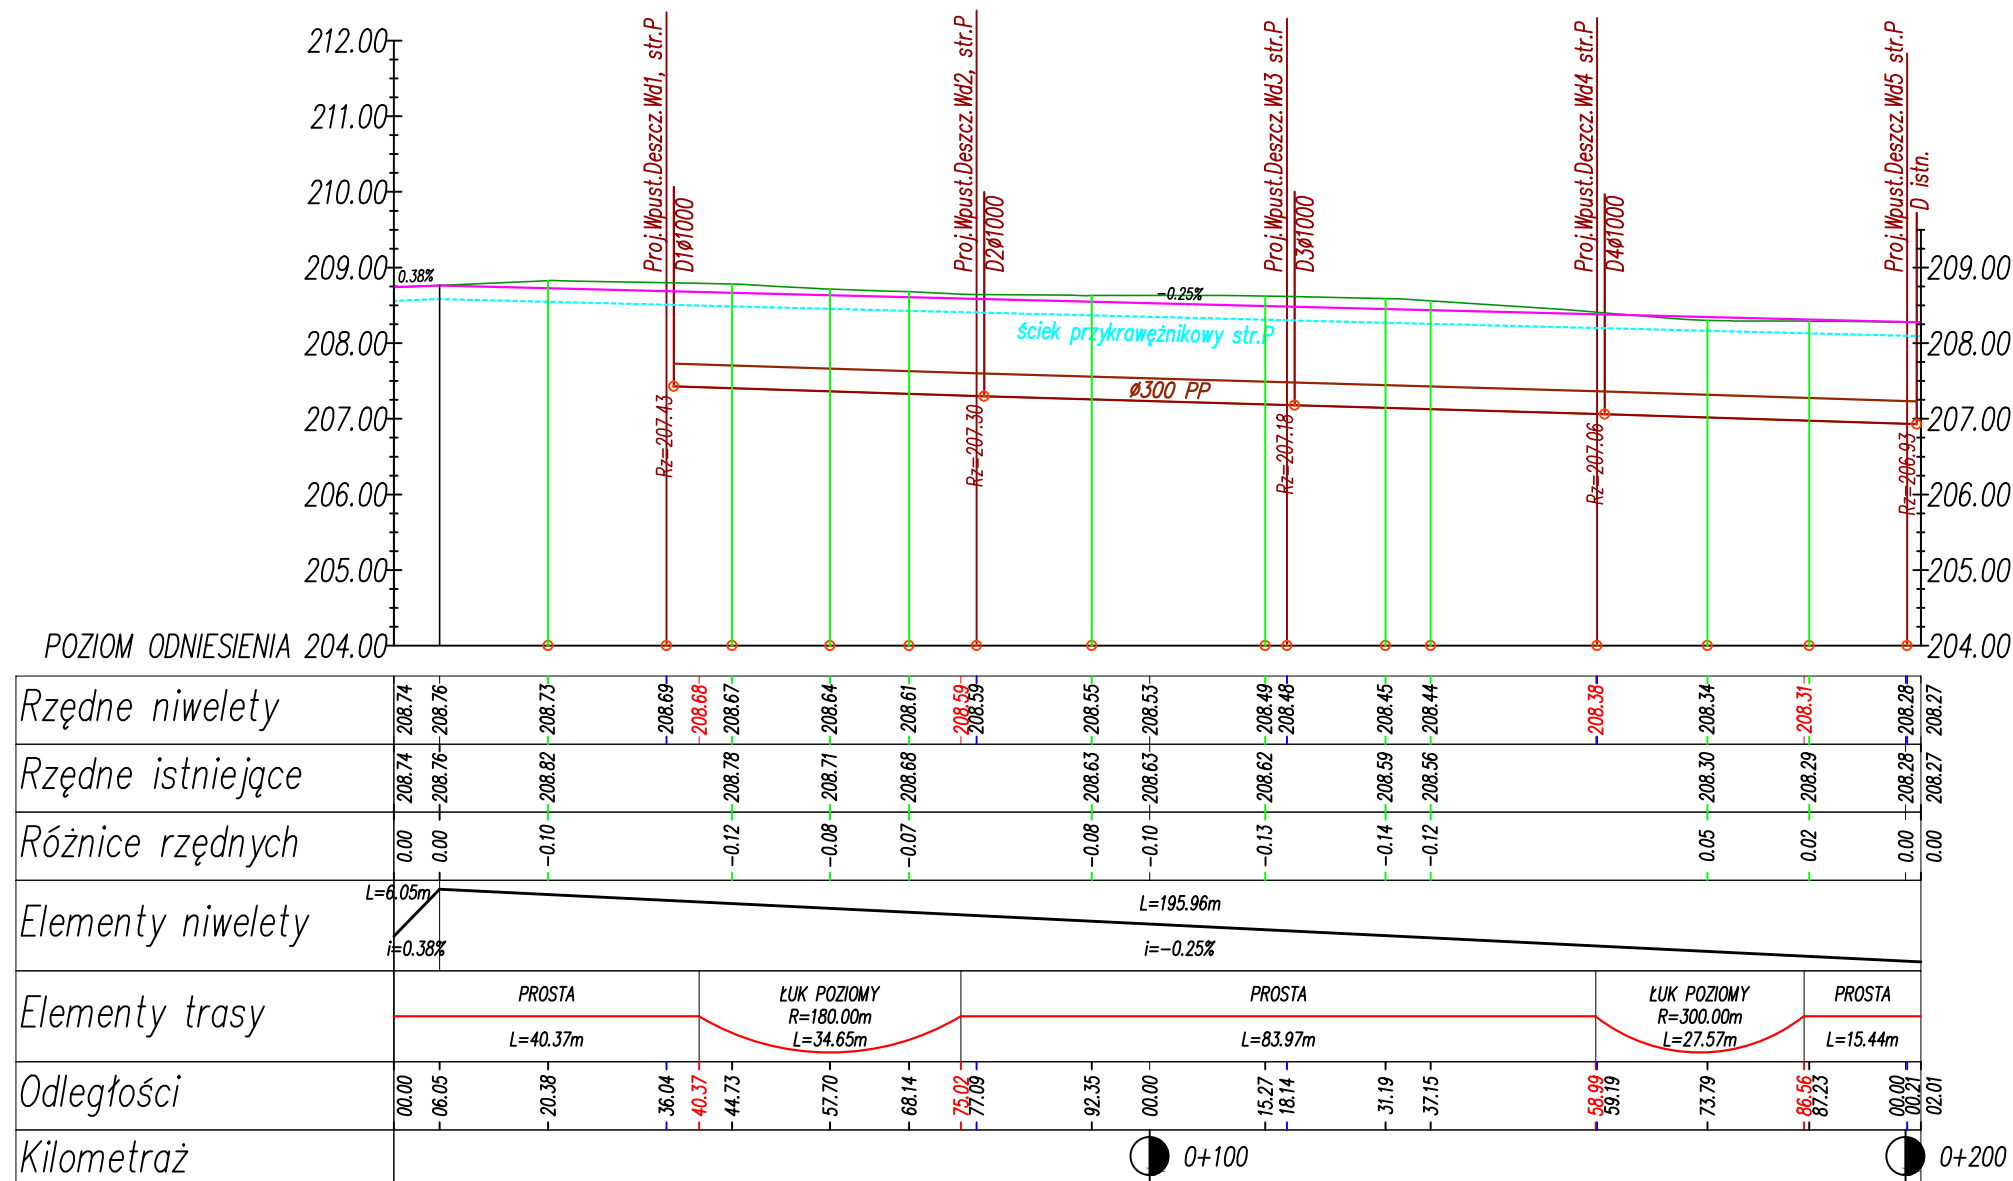 212.00
211.00
210.00
209.00
208.00
207.00
206.00
205.00
POZIOM ODNIESIENIA 204.00
Proj.Wpust.Deszcz.Wd1, str.P
D1ø1000
Proj.Wpust.Deszcz.Wd2, str.P
D2ø1000
Proj.Wpust.Deszcz.Wd3 str.P
D3ø1000
Proj.Wpust.Deszcz.Wd4 str.P
D4ø1000
Proj.Wpust.Deszcz.Wd5 str.P
D istn.
209.00
208.00
207.00
206.00
205.00
204.00
0.38%
-0.25%
ściek przykrawężnikowy str.P
ø300 PP
Rz=207.43
Rz=207.30
Rz=207.18
Rz=207.06
Rz=206.93
Rzędne niwelety
208.74 208.76 208.73 208.69 208.68 208.67 208.64 208.61 208.59 208.59 208.55 208.53 208.49 208.48 208.45 208.44 208.38 208.34 208.31 208.28 208.27
Rzędne istniejące
208.74 208.76 208.82 208.78 208.71 208.68 208.63 208.63 208.62 208.59 208.56 208.30 208.29 208.28 208.27
Różnice rzędnych
0.00 0.00 -0.10 -0.12 -0.08 -0.07 -0.08 -0.10 -0.13 -0.14 -0.12 0.05 0.02 0.00 0.00
Elementy niwelety
L=6.05m
i=0.38%
L=195.96m
i=-0.25%
Elementy trasy
PROSTA
L=40.37m
ŁUK POZIOMY
R=180.00m
L=34.65m
PROSTA
L=83.97m
ŁUK POZIOMY
R=300.00m
L=27.57m
PROSTA
L=15.44m
Odległości
00.00 06.05 20.38 36.04 40.37 44.73 57.70 68.14 75.02 77.09 92.35 00.00 15.27 18.14 31.19 37.15 58.99 59.19 73.79 86.56 87.23 00.00 00.21 02.01
Kilometraż
0+100
0+200